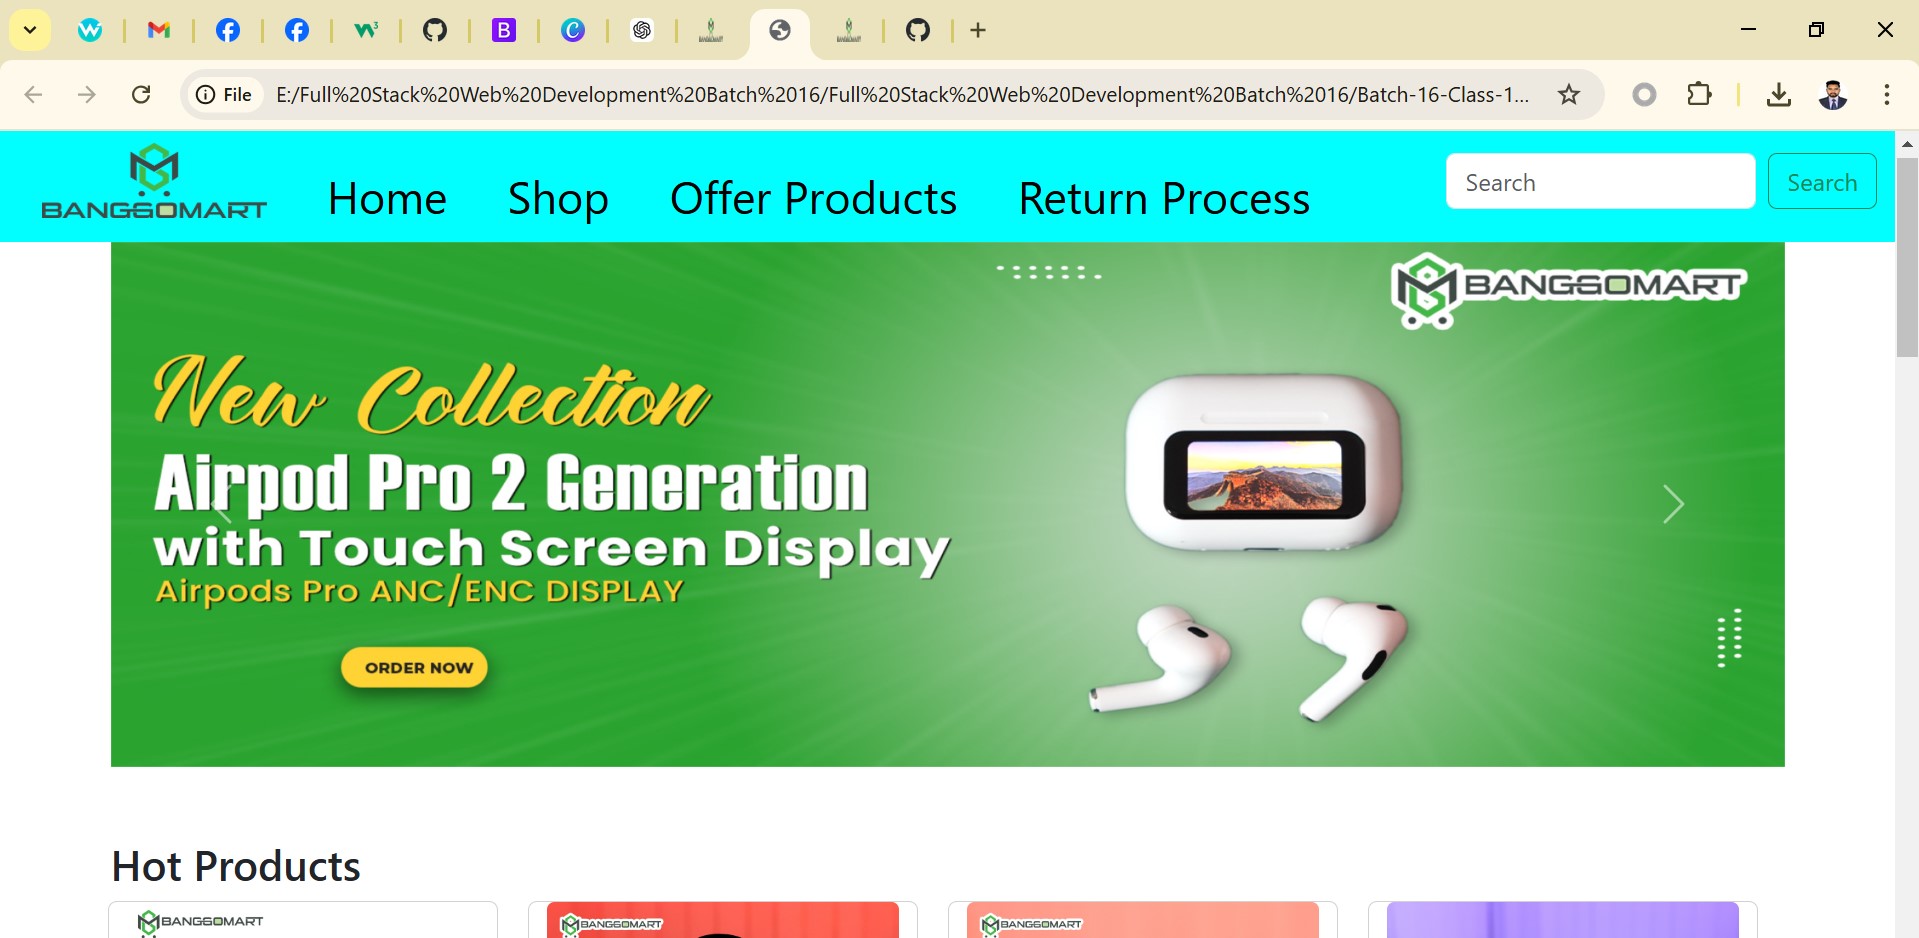 File
E:/Full%20Stack%20Web%20Development%20Batch%2016/Full%20Stack%20Web%20Development%20Batch%2016/Batch-16-Class-1...
BANGGOMART
Home
Shop
Offer Products
Return Process
Search
Search
BANGGOMART
New Collection
Airpod Pro 2 Generation
with Touch Screen Display
Airpods Pro ANC/ENC DISPLAY
ORDER NOW
Hot Products
BANGGOMART
BANGGOMART
BANGGOMART